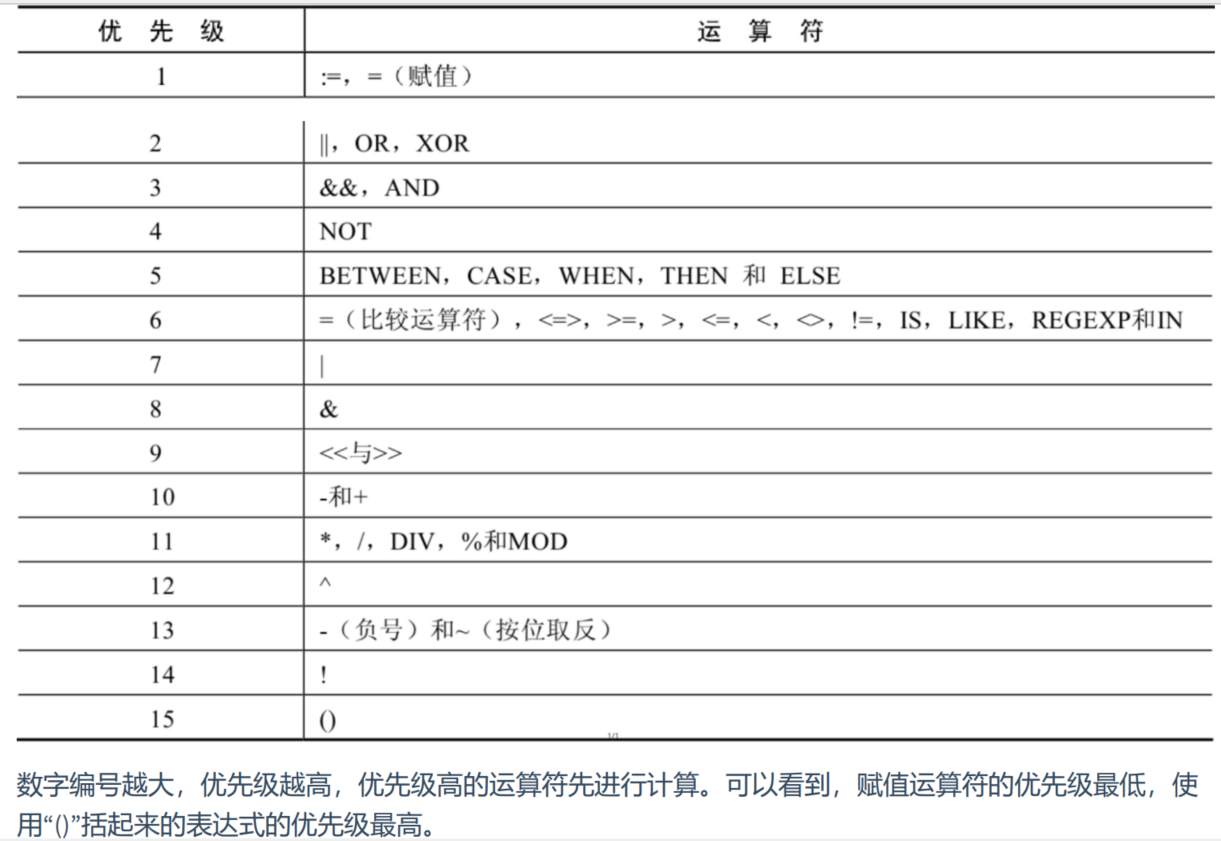 优 先 级 运 算 符
1 :=，=（赋值）
2 ||，OR，XOR
3 &&，AND
4 NOT
5 BETWEEN，CASE，WHEN，THEN 和 ELSE
6 =（比较运算符），<=>，>=，>，<=，<，<>，!=，IS，LIKE，REGEXP和IN
7 |
8 &
9 <<与>>
10 -和+
11 *，/，DIV，%和MOD
12 ^
13 -（负号）和~（按位取反）
14 !
15 ()
1/1
数字编号越大，优先级越高，优先级高的运算符先进行计算。可以看到，赋值运算符的优先级最低，使
用“()”括起来的表达式的优先级最高。